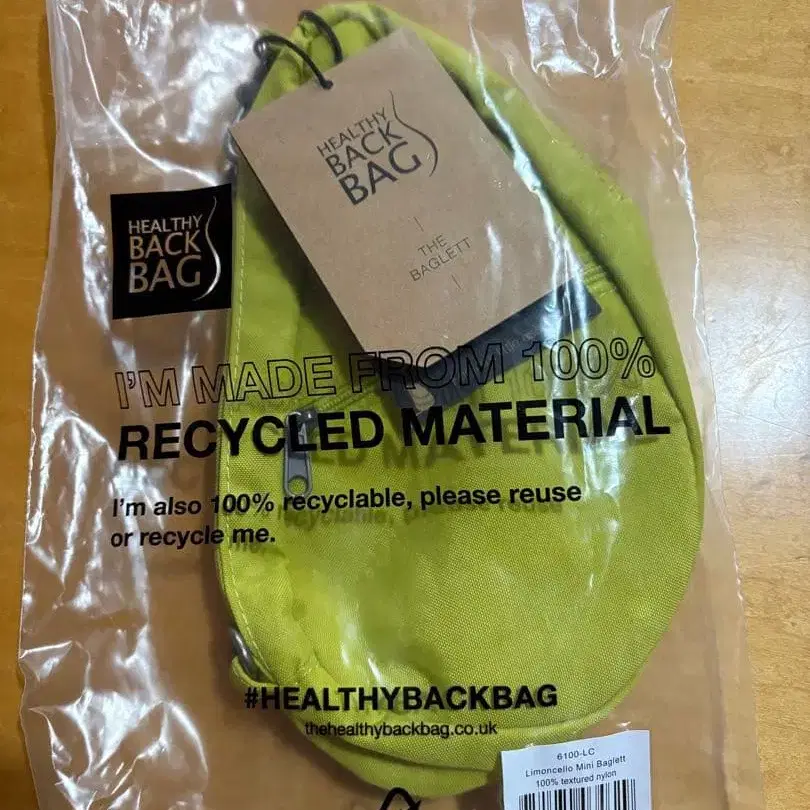 HEALTHY
BACK
BAG
THE
BAGLETT
HEALTHY
BACK
BAG
I'M MADE FROM 100%
RECYCLED MATERIAL
I'm also 100% recyclable, please reuse
or recycle me.
#HEALTHYBACKBAG
thehealthybackbag.co.uk
6100-LC
Limoncello Mini Baglett
100% textured nylon